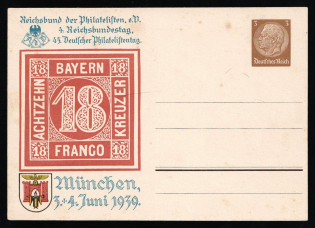 Reichsbund der Philatelisten, e.V.
4. Reichsbundestag,
45. Deutscher Philatelistentag.
3 3
Deutsches Reich
18 BAYERN 18
ACHTZEHN
18
KREUZER
18 FRANCO 18
München,
3.+4. Juni 1939.